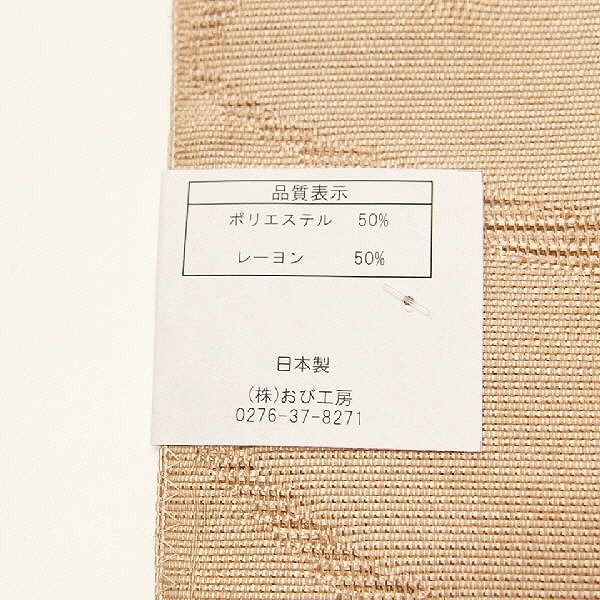 品質表示
ポリエステル 50%
レーヨン 50%
日本製
(株)おび工房
0276-37-8271